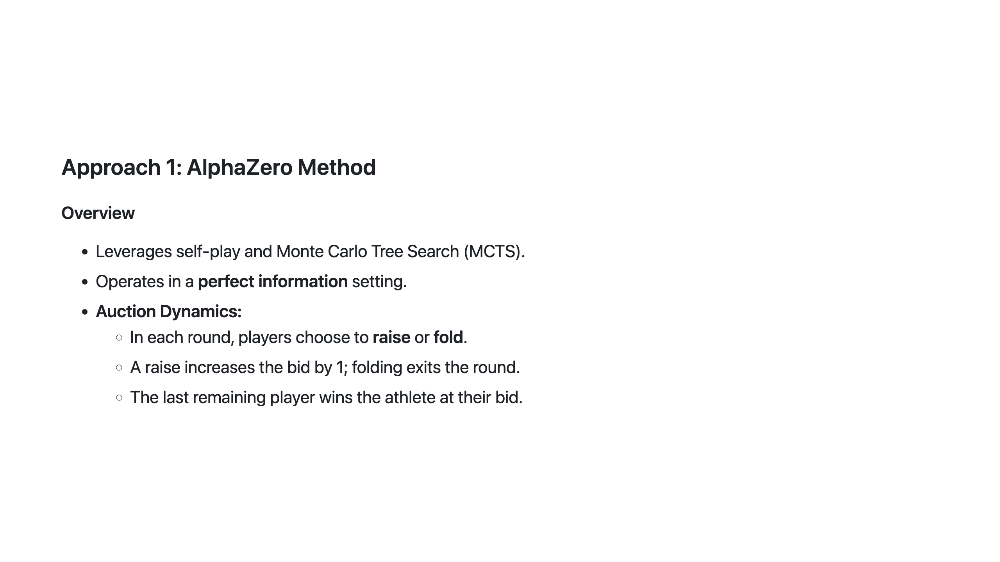 Approach 1: AlphaZero Method
Overview
• Leverages self-play and Monte Carlo Tree Search (MCTS).
• Operates in a perfect information setting.
• Auction Dynamics:
○ In each round, players choose to raise or fold.
○ A raise increases the bid by 1; folding exits the round.
○ The last remaining player wins the athlete at their bid.